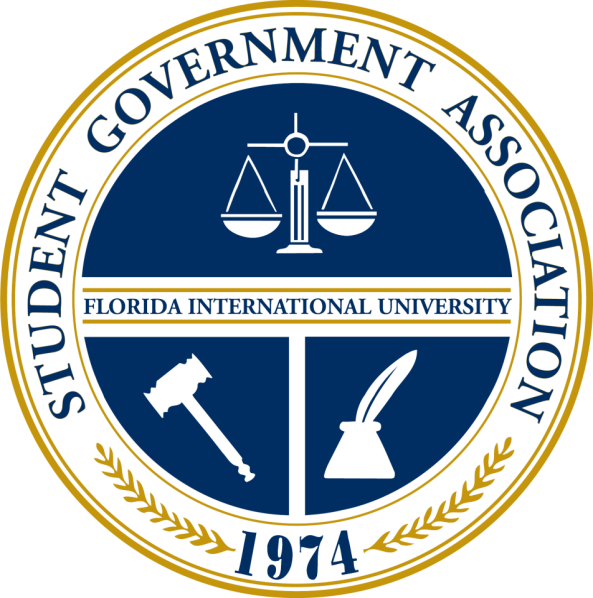 STUDENT GOVERNMENT ASSOCIATION
FLORIDA INTERNATIONAL UNIVERSITY
1974